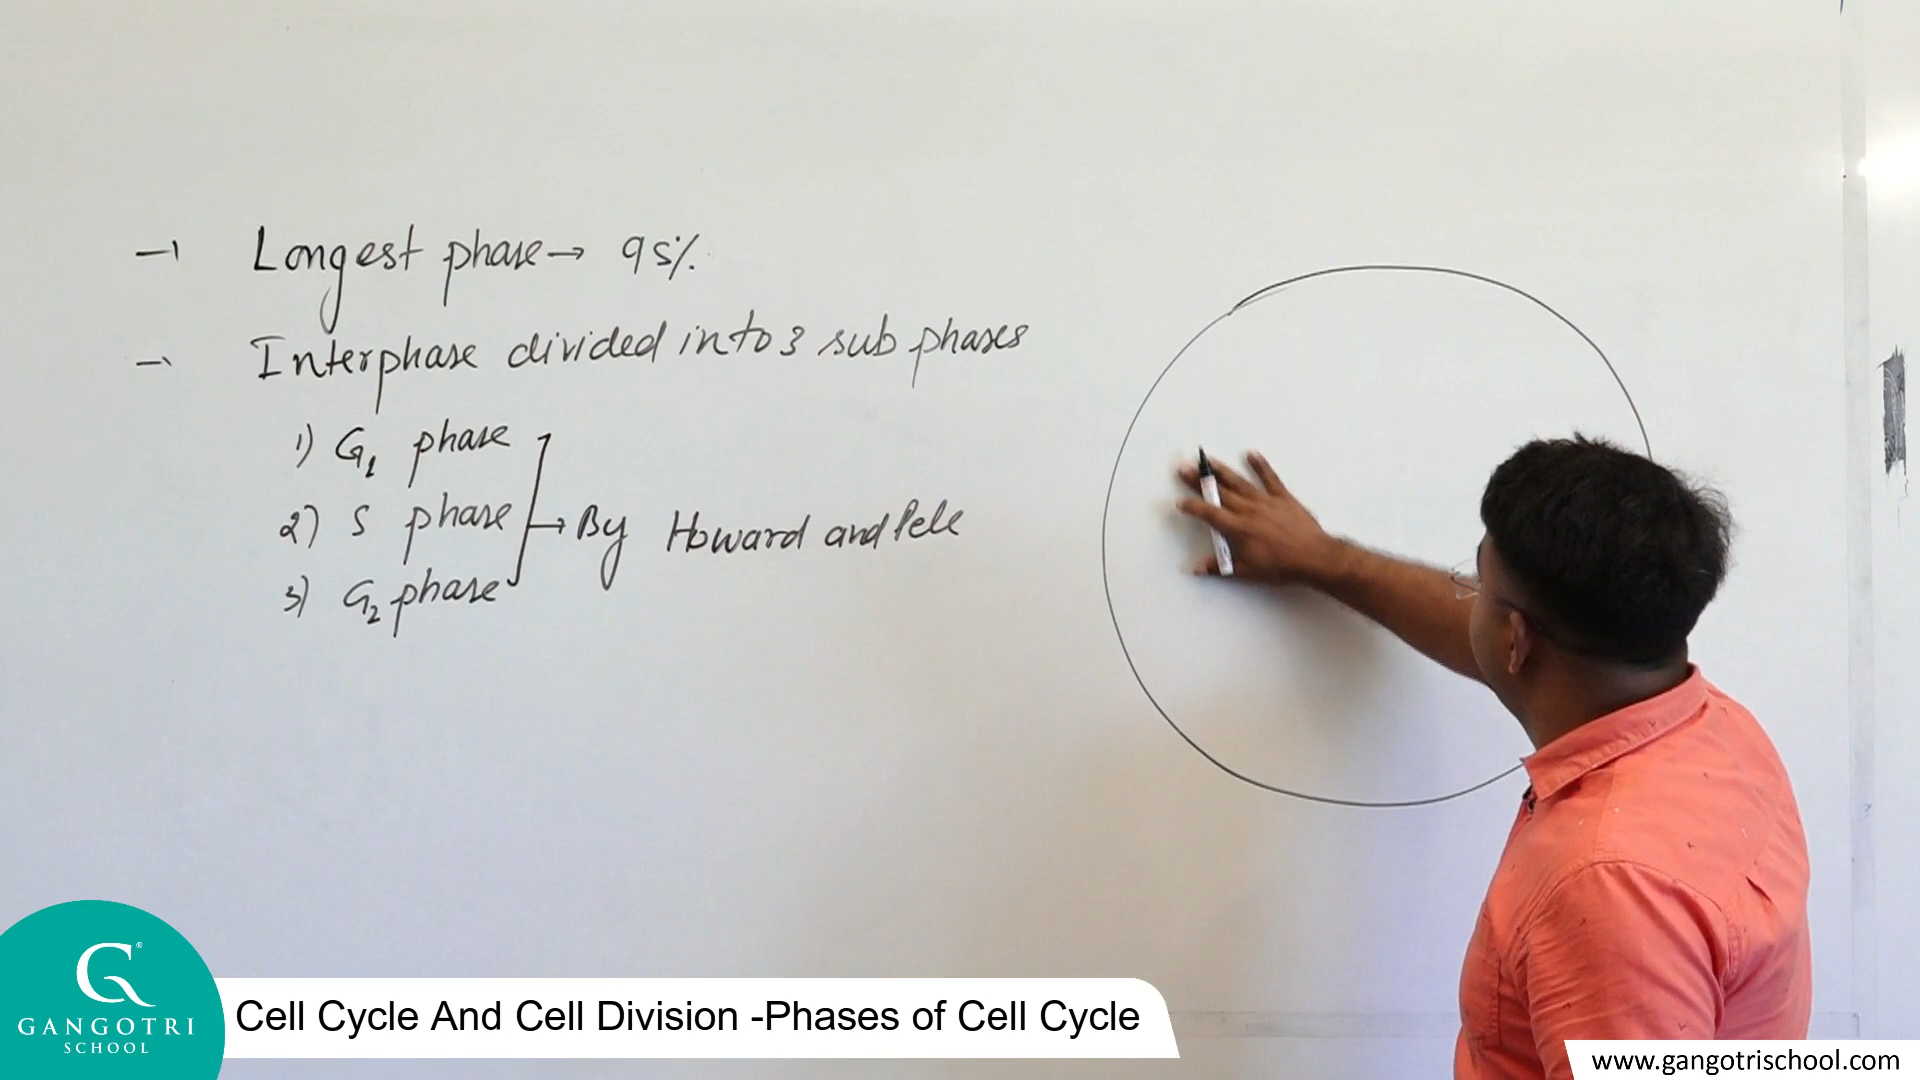 Longest phase → 95%.
Interphase divided into 3 sub phases
1) G1 phase
2) S phase → By Howard and Pele
3) G2 phase
G®
GANGOTRI
SCHOOL
Cell Cycle And Cell Division -Phases of Cell Cycle
www.gangotrischool.com